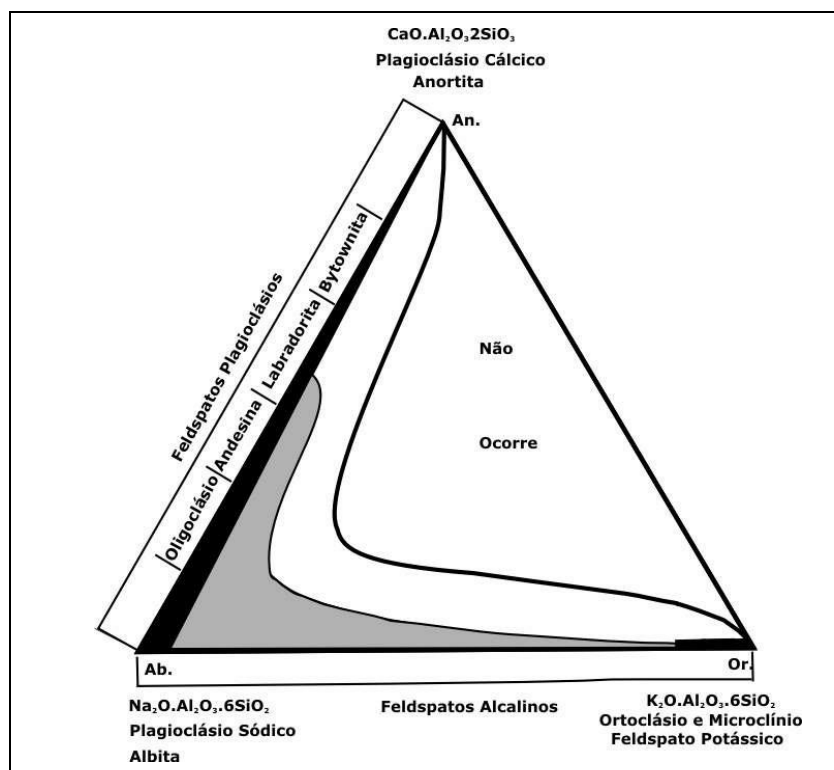 CaO.Al₂O₃2SiO₃
Plagioclásio Cálcico
Anortita
An.
Feldspatos Plagioclásios
Bytownita
Labradorita
Andesina
Oligoclásio
Não
Ocorre
Ab.
Or.
Na₂O.Al₂O₃.6SiO₂
Plagioclásio Sódico
Albita
Feldspatos Alcalinos
K₂O.Al₂O₃.6SiO₂
Ortoclásio e Microclínio
Feldspato Potássico